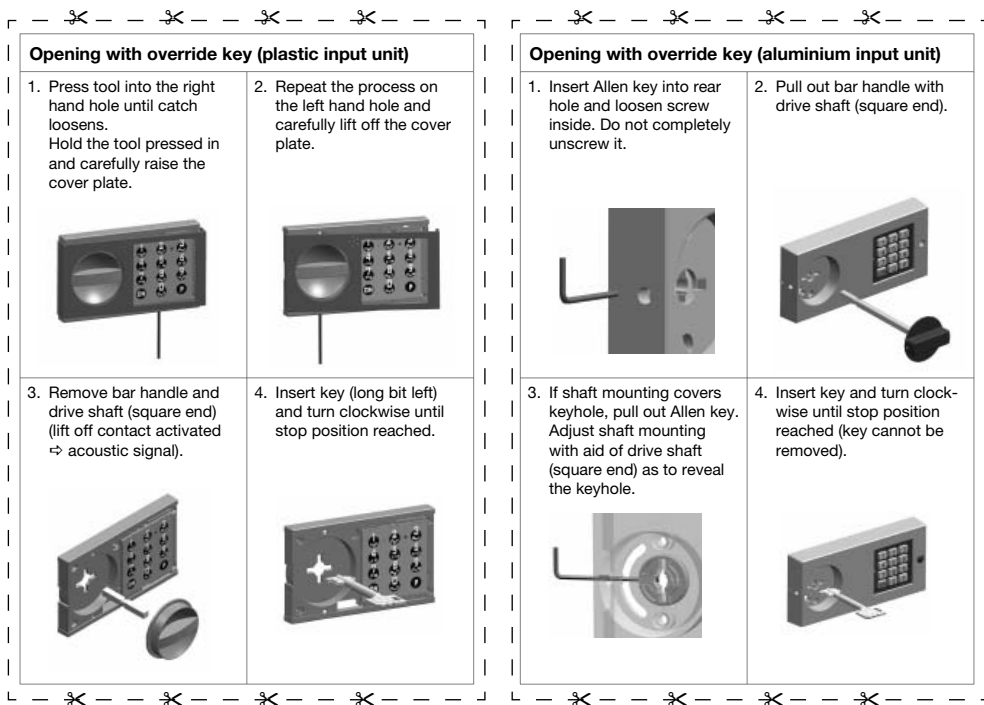 Opening with override key (plastic input unit)
1. Press tool into the right
hand hole until catch
loosens.
Hold the tool pressed in
and carefully raise the
cover plate.
2. Repeat the process on
the left hand hole and
carefully lift off the cover
plate.
3. Remove bar handle and
drive shaft (square end)
(lift off contact activated
⇨ acoustic signal).
4. Insert key (long bit left)
and turn clockwise until
stop position reached.
Opening with override key (aluminium input unit)
1. Insert Allen key into rear
hole and loosen screw
inside. Do not completely
unscrew it.
2. Pull out bar handle with
drive shaft (square end).
3. If shaft mounting covers
keyhole, pull out Allen key.
Adjust shaft mounting
with aid of drive shaft
(square end) as to reveal
the keyhole.
4. Insert key and turn clock-
wise until stop position
reached (key cannot be
removed).